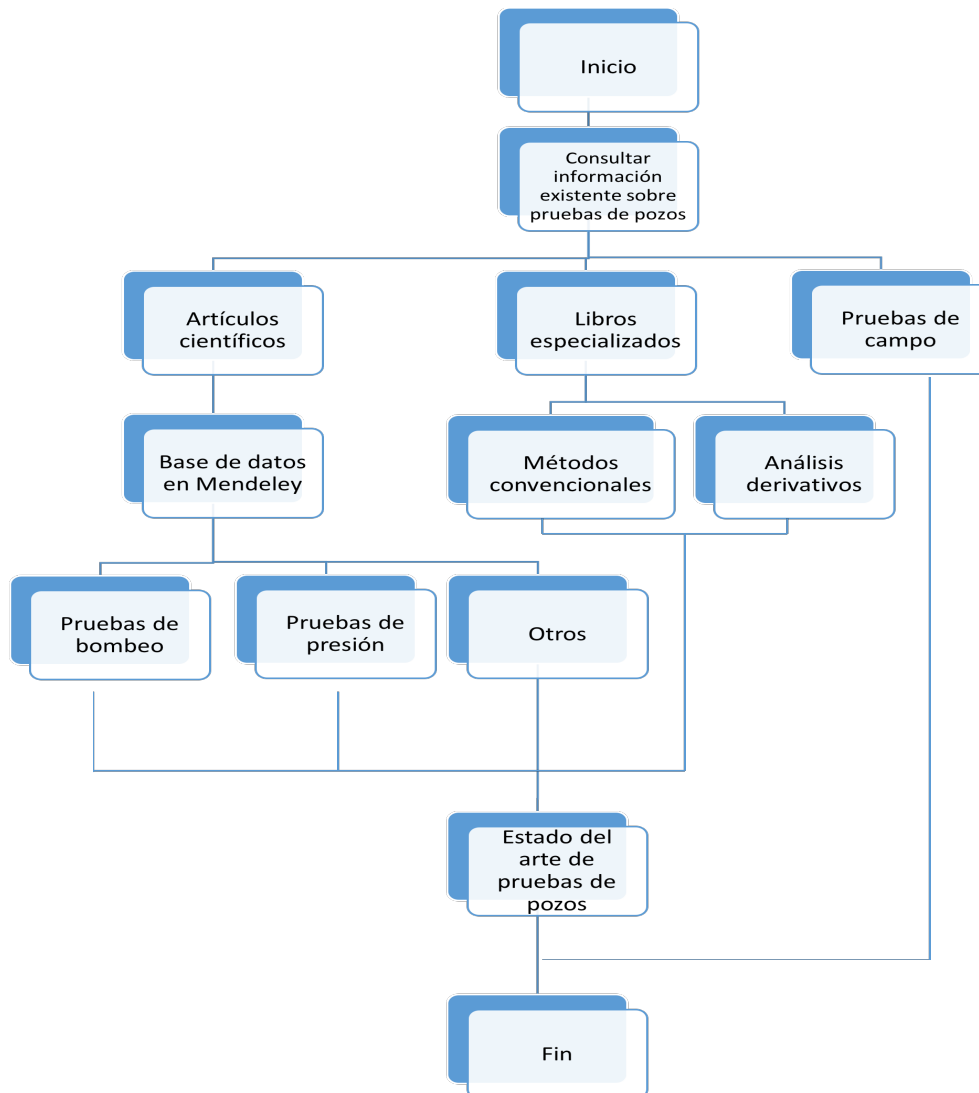 Inicio
Consultar
información
existente sobre
pruebas de pozos
Artículos
científicos
Libros
especializados
Pruebas de
campo
Base de datos
en Mendeley
Métodos
convencionales
Análisis
derivativos
Pruebas de
bombeo
Pruebas de
presión
Otros
Estado del
arte de
pruebas de
pozos
Fin